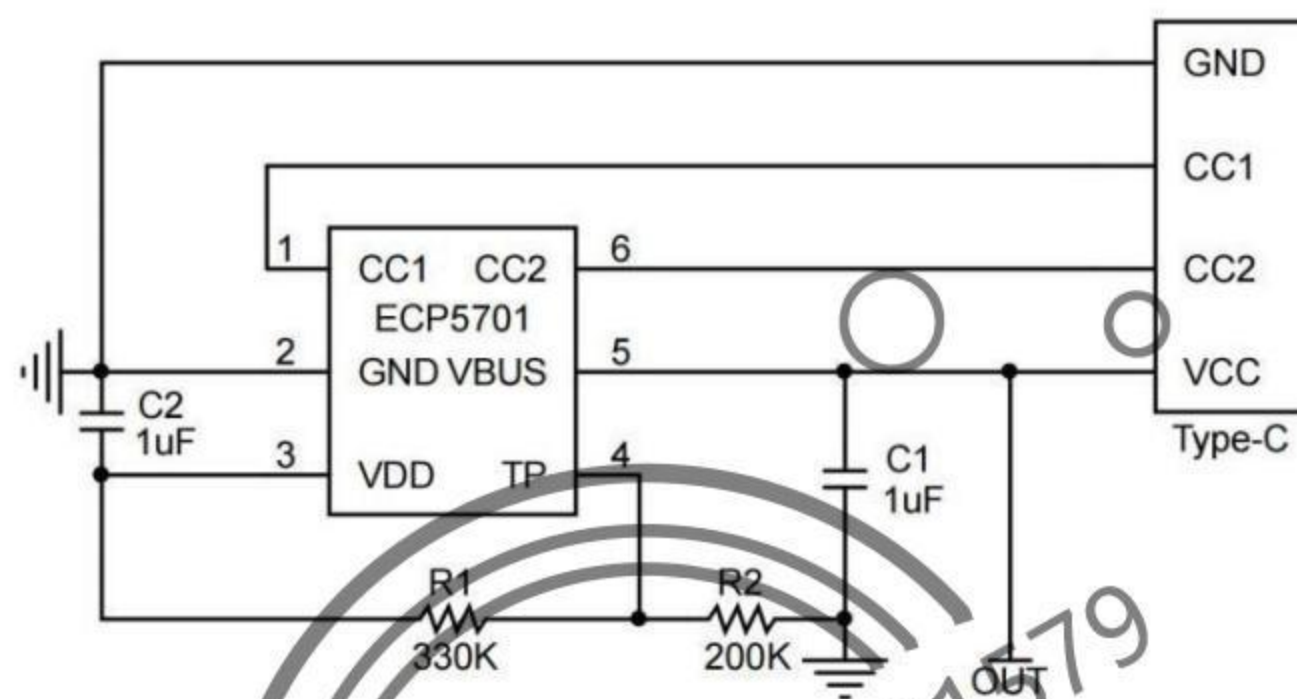 GND
CC1
1
CC1 CC2
6
CC2
ECP5701
2
GND VBUS
5
VCC
C2
1uF
Type-C
3
VDD TP
4
C1
1uF
R1
R2
330K
200K
OUT
579